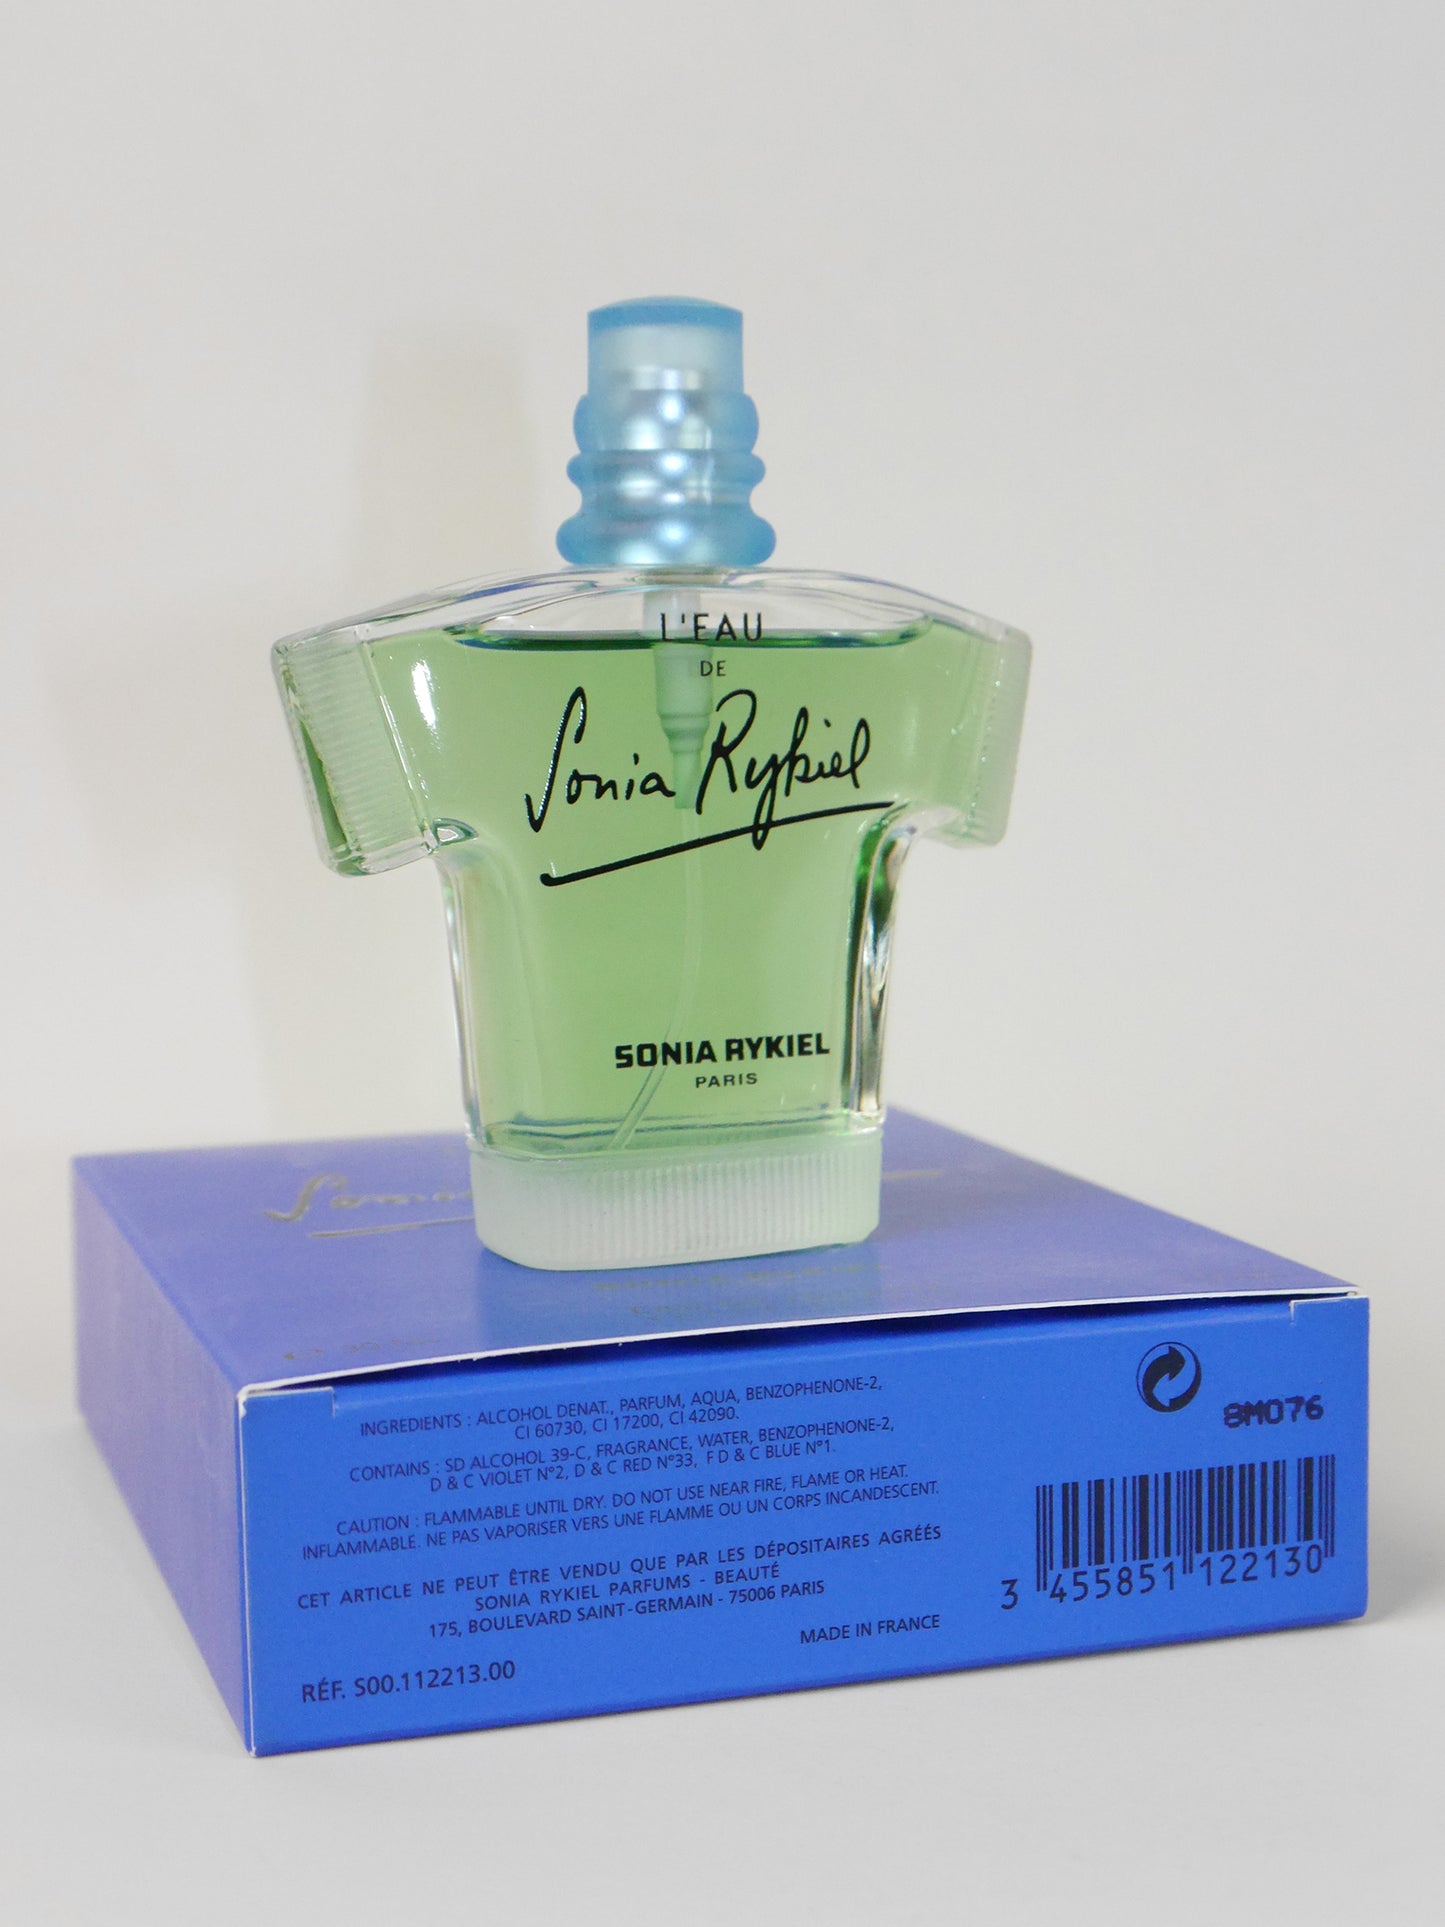 L'EAU
DE
Sonia Rykiel
SONIA RYKIEL
PARIS
INGREDIENTS : ALCOHOL DENAT., PARFUM, AQUA, BENZOPHENONE-2,
CI 60730, CI 17200, CI 42090.
CONTAINS : SD ALCOHOL 39-C, FRAGRANCE, WATER, BENZOPHENONE-2,
D & C VIOLET N°2, D & C RED N°33, F D & C BLUE N°1.
CAUTION : FLAMMABLE UNTIL DRY. DO NOT USE NEAR FIRE, FLAME OR HEAT.
INFLAMMABLE. NE PAS VAPORISER VERS UNE FLAMME OU UN CORPS INCANDESCENT.
CET ARTICLE NE PEUT ÊTRE VENDU QUE PAR LES DÉPOSITAIRES AGRÉÉS
SONIA RYKIEL PARFUMS - BEAUTÉ
175, BOULEVARD SAINT-GERMAIN - 75006 PARIS
MADE IN FRANCE
RÉF. S00.112213.00
8M076
3 455851 122130